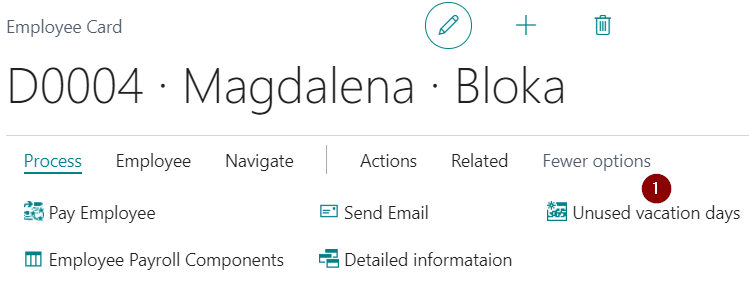 Employee Card
D0004 · Magdalena · Bloka
Process Employee Navigate Actions Related Fewer options
1
Pay Employee Send Email 365 Unused vacation days
Employee Payroll Components Detailed informataion